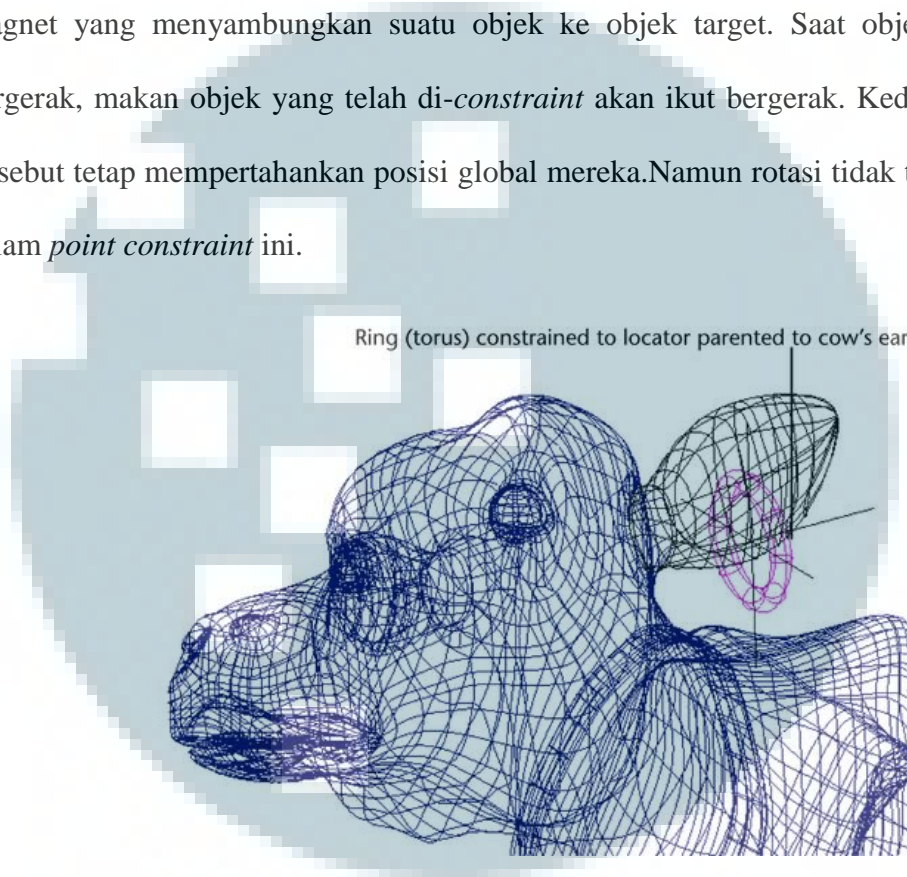 agnet yang menyambungkan suatu objek ke objek target. Saat obje
rgerak, makan objek yang telah di-constraint akan ikut bergerak. Ked
sebut tetap mempertahankan posisi global mereka.Namun rotasi tidak t
lam point constraint ini.
Ring (torus) constrained to locator parented to cow's ear